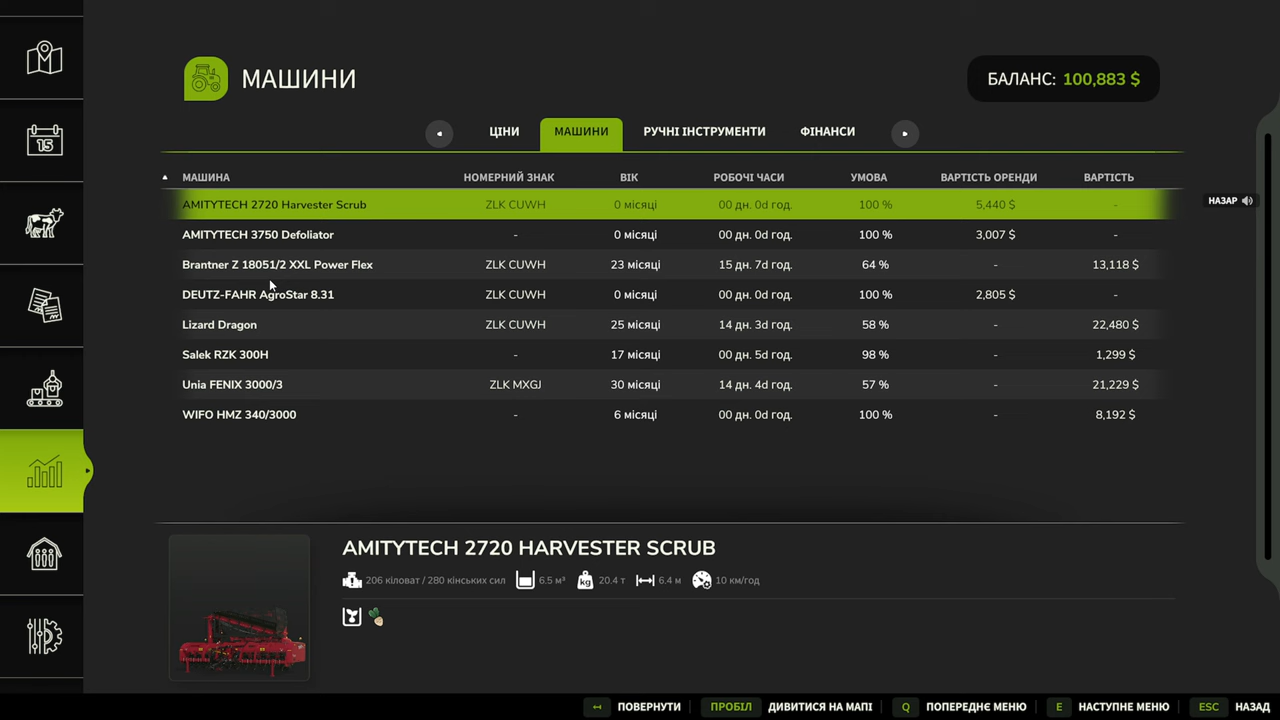 МАШИНИ
БАЛАНС: 100,883 $
ЦІНИ МАШИНИ РУЧНІ ІНСТРУМЕНТИ ФІНАНСИ
МАШИНА НОМЕРНИЙ ЗНАК ВІК РОБОЧІ ЧАСИ УМОВА ВАРТІСТЬ ОРЕНДИ ВАРТІСТЬ
AMITYTECH 2720 Harvester Scrub ZLK CUWH 0 місяці 00 дн. 0d год. 100 % 5,440 $ -
НАЗАР
AMITYTECH 3750 Defoliator - 0 місяці 00 дн. 0d год. 100 % 3,007 $ -
Brantner Z 18051/2 XXL Power Flex ZLK CUWH 23 місяці 15 дн. 7d год. 64 % - 13,118 $
DEUTZ-FAHR AgroStar 8.31 ZLK CUWH 0 місяці 00 дн. 0d год. 100 % 2,805 $ -
Lizard Dragon ZLK CUWH 25 місяці 14 дн. 3d год. 58 % - 22,480 $
Salek RZK 300H - 17 місяці 00 дн. 5d год. 98 % - 1,299 $
Unia FENIX 3000/3 ZLK MXGJ 30 місяці 14 дн. 4d год. 57 % - 21,229 $
WIFO HMZ 340/3000 - 6 місяці 00 дн. 0d год. 100 % - 8,192 $
AMITYTECH 2720 HARVESTER SCRUB
206 кіловат / 280 кінських сил 6.5 м³ kg 20.4 т 6.4 м 10 км/год
15
ПОВЕРНУТИ ПРОБІЛ ДИВИТИСЯ НА МАПІ Q ПОПЕРЕДНЄ МЕНЮ E НАСТУПНЕ МЕНЮ ESC НАЗАД